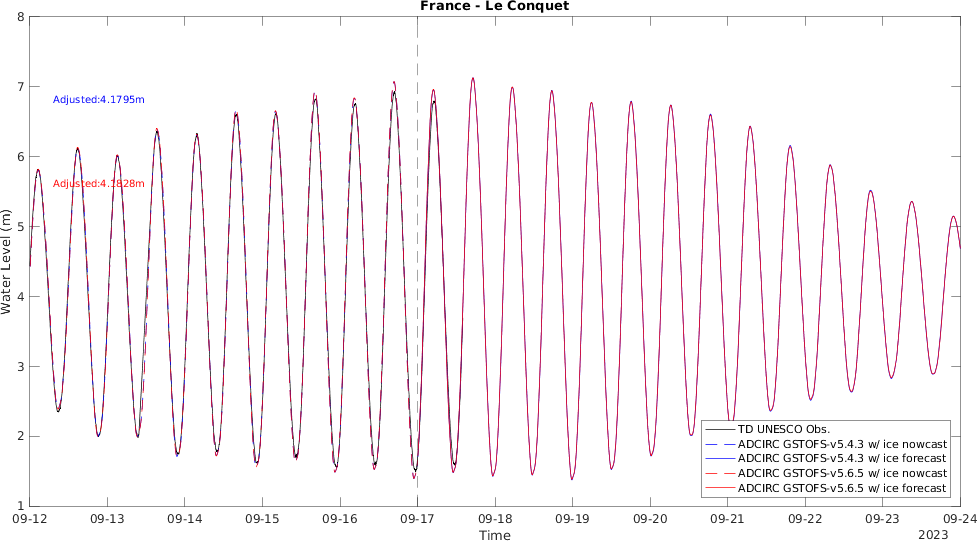 France - Le Conquet
8
7
6
5
4
3
2
1
Water Level (m)
Adjusted:4.1795m
Adjusted:4.1828m
TD UNESCO Obs.
ADCIRC GSTOFS-v5.4.3 w/ ice nowcast
ADCIRC GSTOFS-v5.4.3 w/ ice forecast
ADCIRC GSTOFS-v5.6.5 w/ ice nowcast
ADCIRC GSTOFS-v5.6.5 w/ ice forecast
09-12 09-13 09-14 09-15 09-16 09-17 09-18 09-19 09-20 09-21 09-22 09-23 09-24
Time
2023